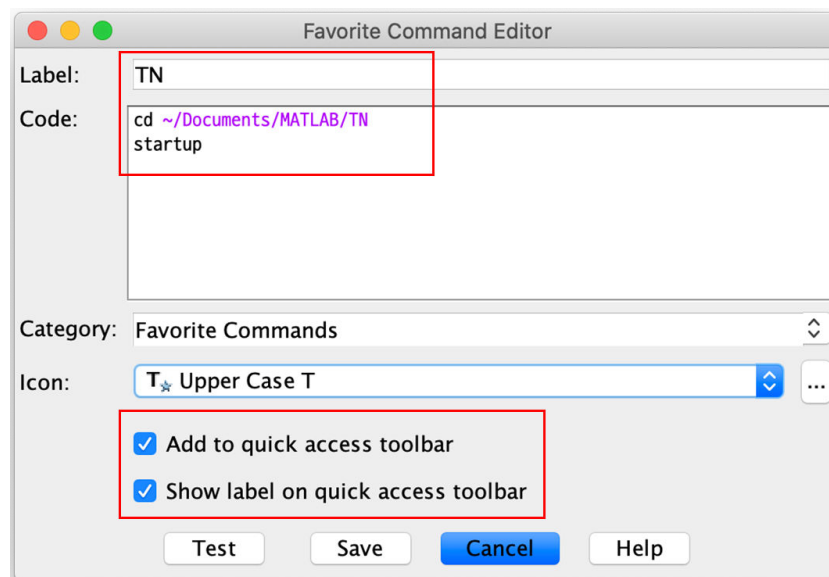 Favorite Command Editor
Label: TN
Code: cd ~/Documents/MATLAB/TN
startup
Category: Favorite Commands
Icon: T Upper Case T ...
Add to quick access toolbar
Show label on quick access toolbar
Test Save Cancel Help